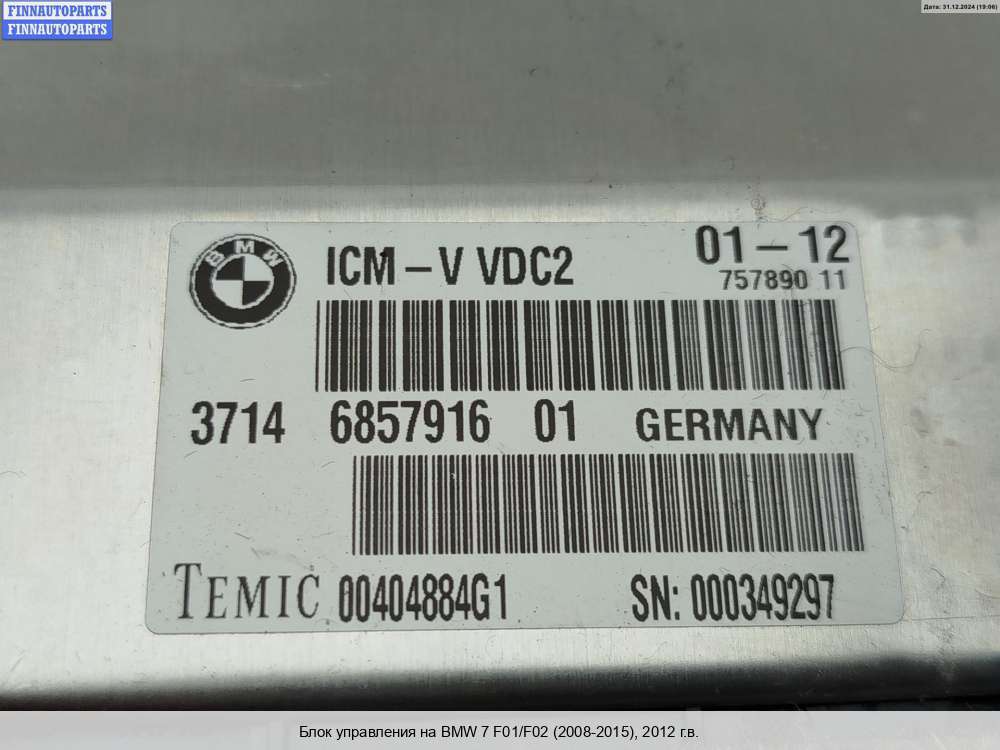 FINNAUTOPARTS
FINNAUTOPARTS
Дата: 31.12.2024 (19:06)
BMW
ICM – V VDC2
01 – 12
757890 11
3714 6857916 01 GERMANY
TEMIC 00404884G1 SN: 000349297
Блок управления на BMW 7 F01/F02 (2008-2015), 2012 г.в.